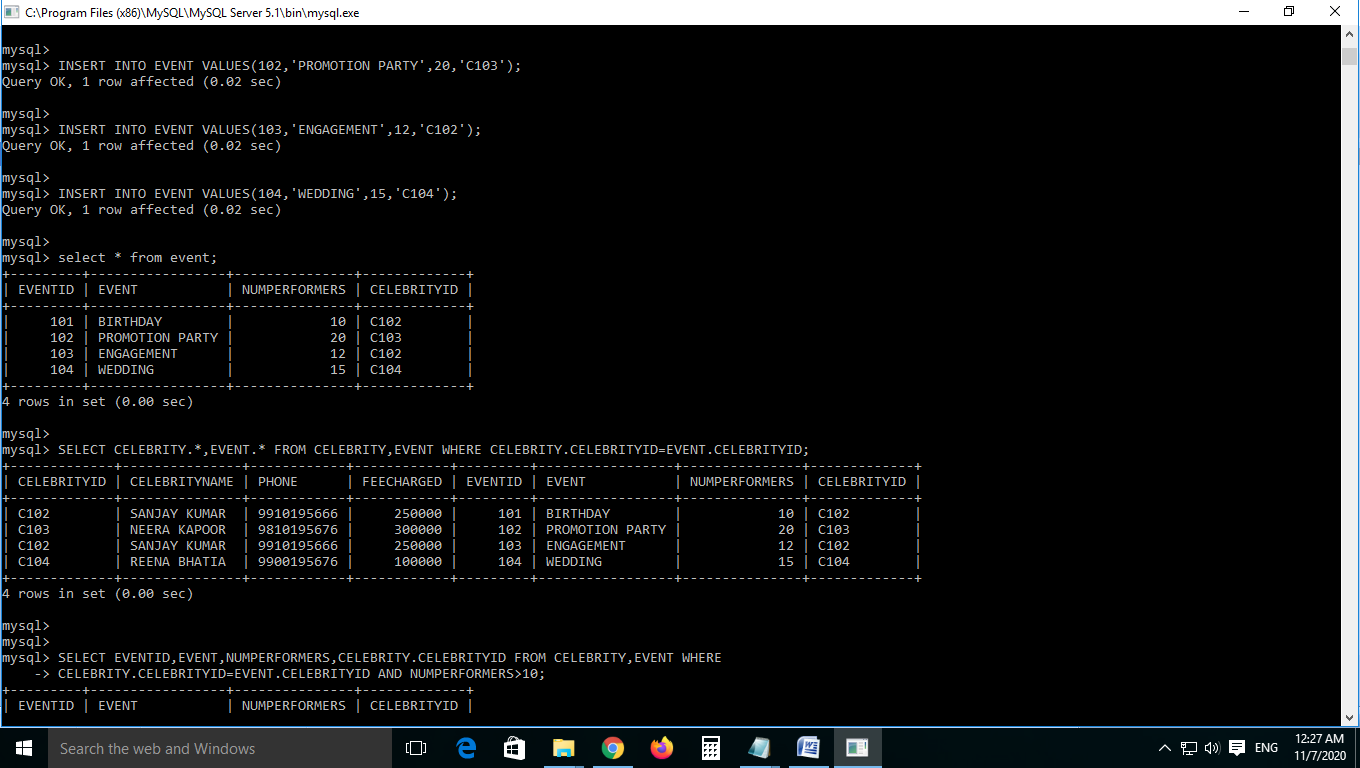 C:\Program Files (x86)\MySQL\MySQL Server 5.1\bin\mysql.exe
mysql>
mysql> INSERT INTO EVENT VALUES(102,'PROMOTION PARTY',20,'C103');
Query OK, 1 row affected (0.02 sec)
mysql>
mysql> INSERT INTO EVENT VALUES(103,'ENGAGEMENT',12,'C102');
Query OK, 1 row affected (0.02 sec)
mysql>
mysql> INSERT INTO EVENT VALUES(104,'WEDDING',15,'C104');
Query OK, 1 row affected (0.02 sec)
mysql>
mysql> select * from event;
+---------+-----------------+---------------+-------------+
| EVENTID | EVENT           | NUMPERFORMERS | CELEBRITYID |
+---------+-----------------+---------------+-------------+
|     101 | BIRTHDAY        |            10 | C102        |
|     102 | PROMOTION PARTY |            20 | C103        |
|     103 | ENGAGEMENT      |            12 | C102        |
|     104 | WEDDING         |            15 | C104        |
+---------+-----------------+---------------+-------------+
4 rows in set (0.00 sec)
mysql>
mysql> SELECT CELEBRITY.*,EVENT.* FROM CELEBRITY,EVENT WHERE CELEBRITY.CELEBRITYID=EVENT.CELEBRITYID;
+-------------+---------------+------------+------------+---------+-----------------+---------------+-------------+
| CELEBRITYID | CELEBRITYNAME | PHONE      | FEECHARGED | EVENTID | EVENT           | NUMPERFORMERS | CELEBRITYID |
+-------------+---------------+------------+------------+---------+-----------------+---------------+-------------+
| C102        | SANJAY KUMAR  | 9910195666 |     250000 |     101 | BIRTHDAY        |            10 | C102        |
| C103        | NEERA KAPOOR  | 9810195676 |     300000 |     102 | PROMOTION PARTY |            20 | C103        |
| C102        | SANJAY KUMAR  | 9910195666 |     250000 |     103 | ENGAGEMENT      |            12 | C102        |
| C104        | REENA BHATIA  | 9900195676 |     100000 |     104 | WEDDING         |            15 | C104        |
+-------------+---------------+------------+------------+---------+-----------------+---------------+-------------+
4 rows in set (0.00 sec)
mysql>
mysql>
mysql> SELECT EVENTID,EVENT,NUMPERFORMERS,CELEBRITY.CELEBRITYID FROM CELEBRITY,EVENT WHERE
    -> CELEBRITY.CELEBRITYID=EVENT.CELEBRITYID AND NUMPERFORMERS>10;
+---------+-----------------+---------------+-------------+
| EVENTID | EVENT           | NUMPERFORMERS | CELEBRITYID |
Search the web and Windows
ENG
12:27 AM
11/7/2020